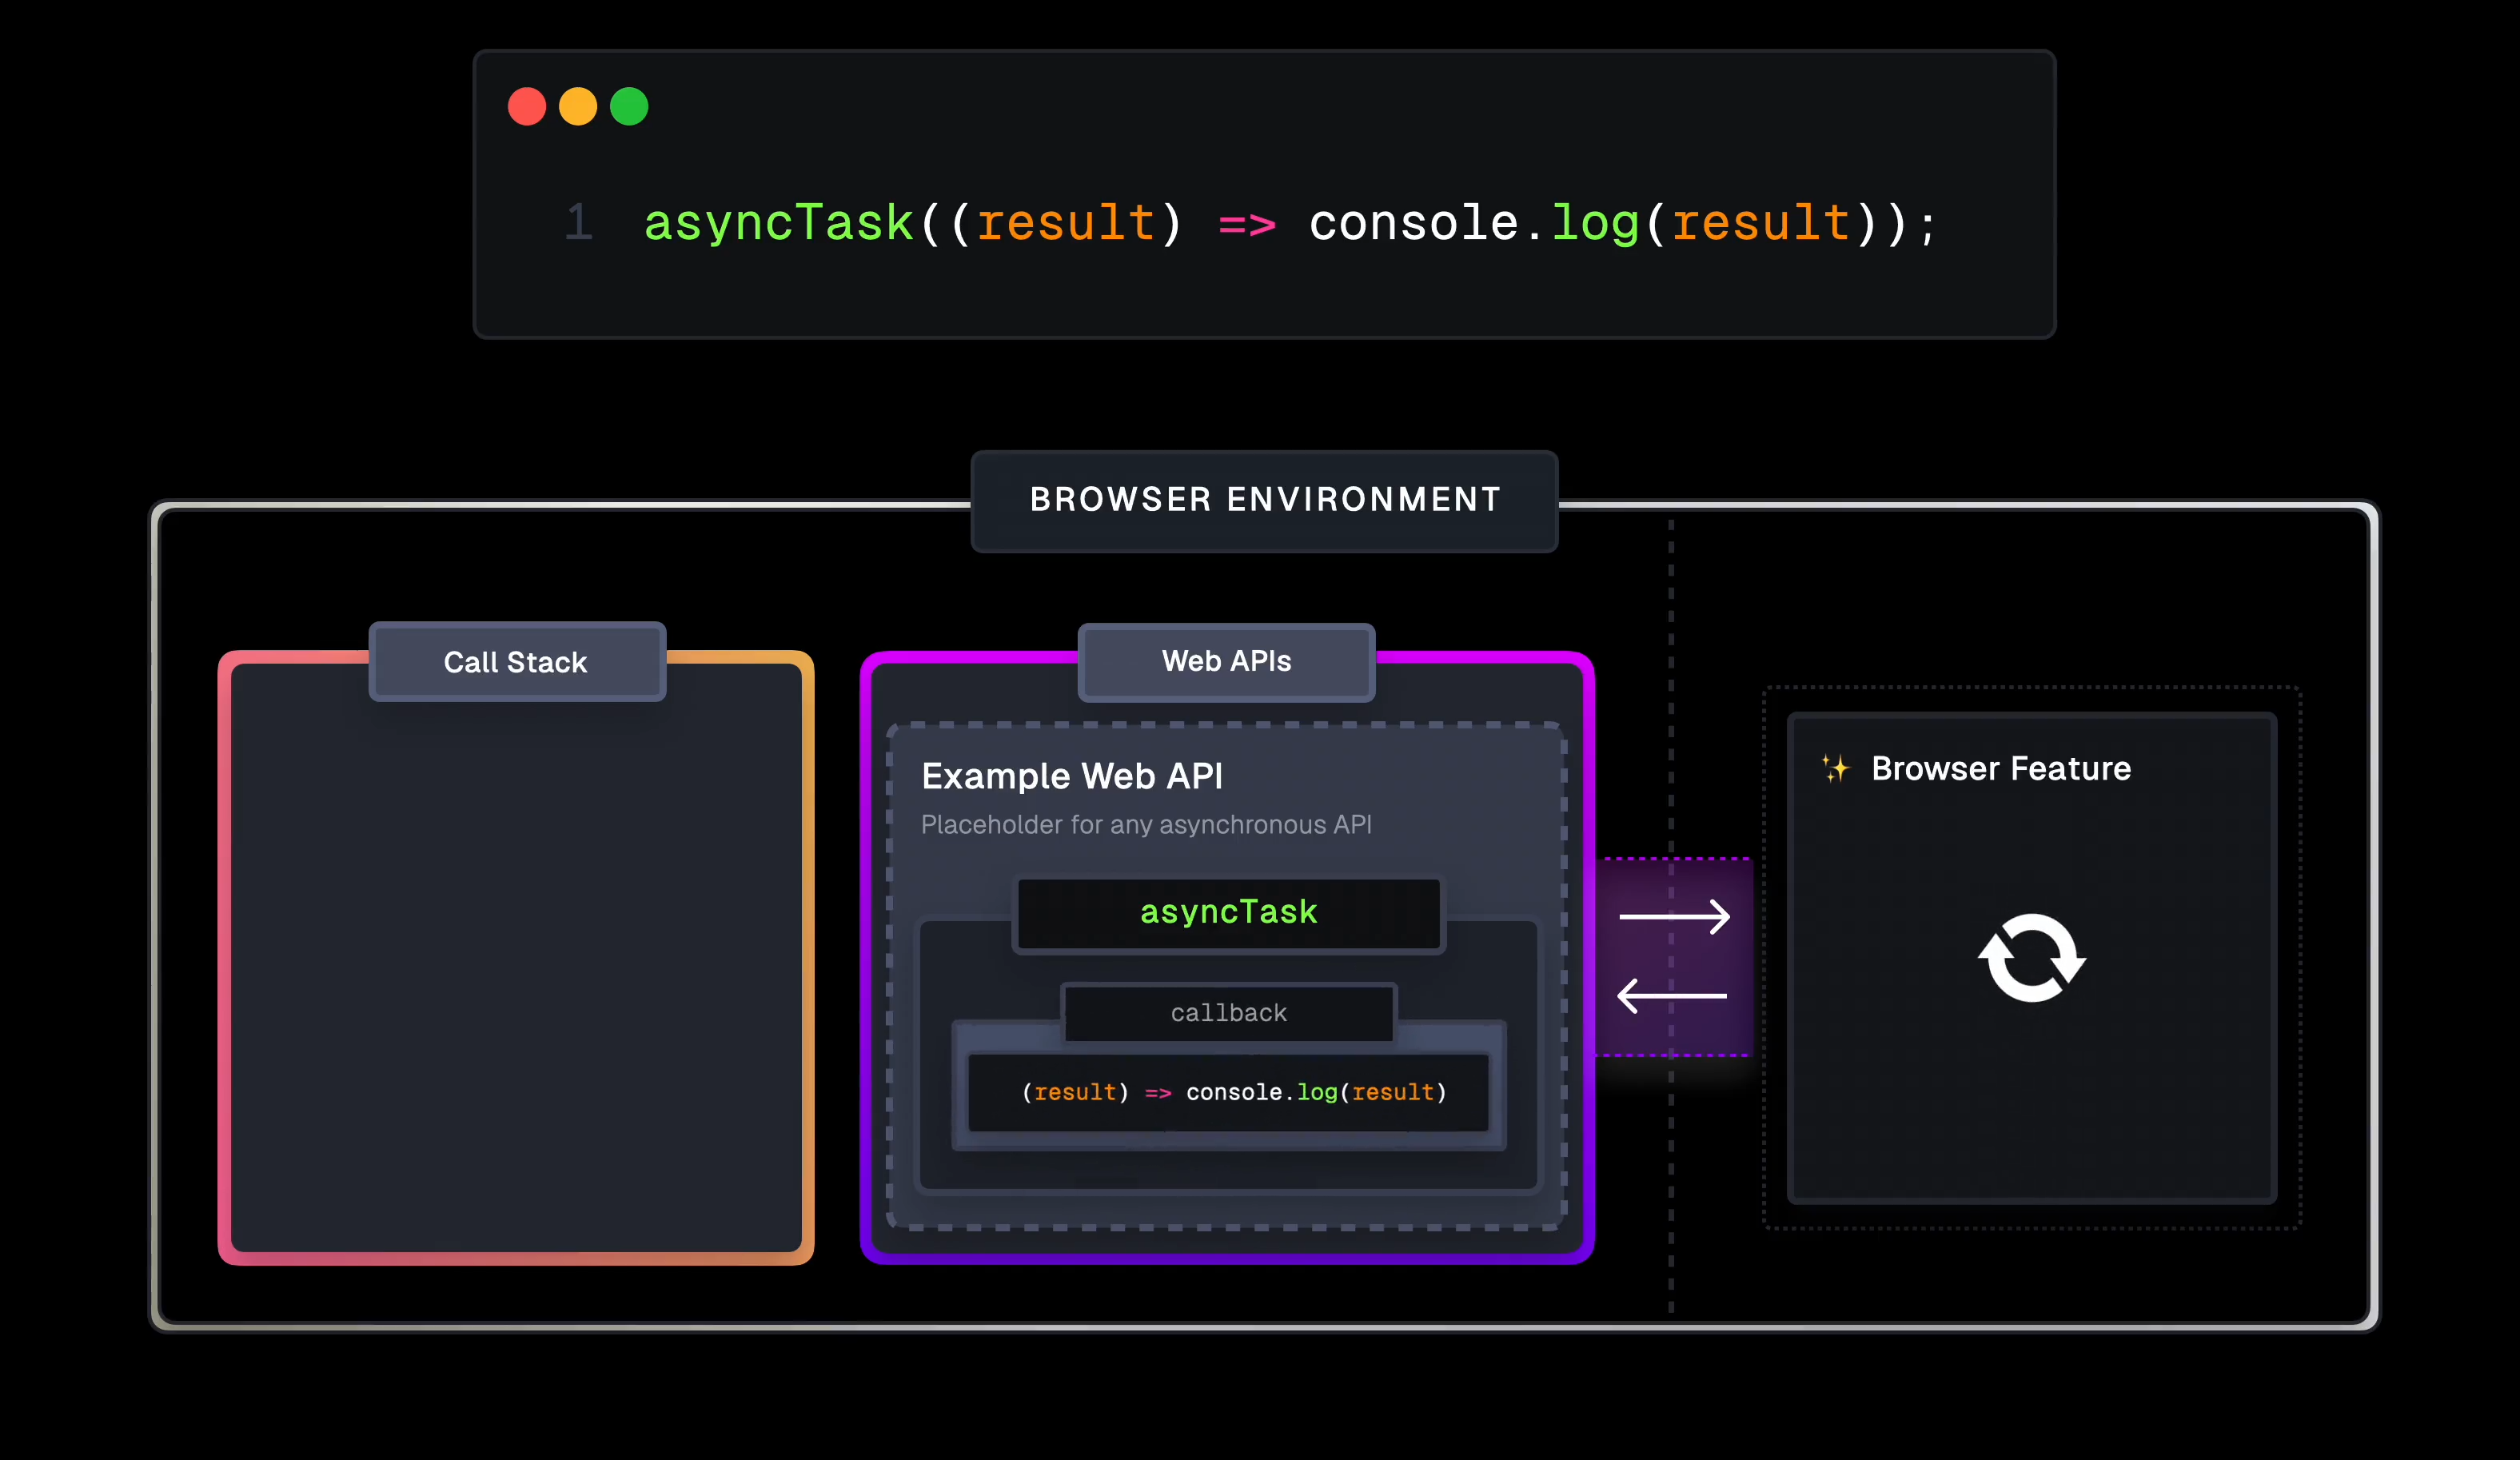 1 asyncTask((result) => console.log(result));
BROWSER ENVIRONMENT
Call Stack
Web APIs
Example Web API
Placeholder for any asynchronous API
asyncTask
callback
(result) => console.log(result)
✨ Browser Feature